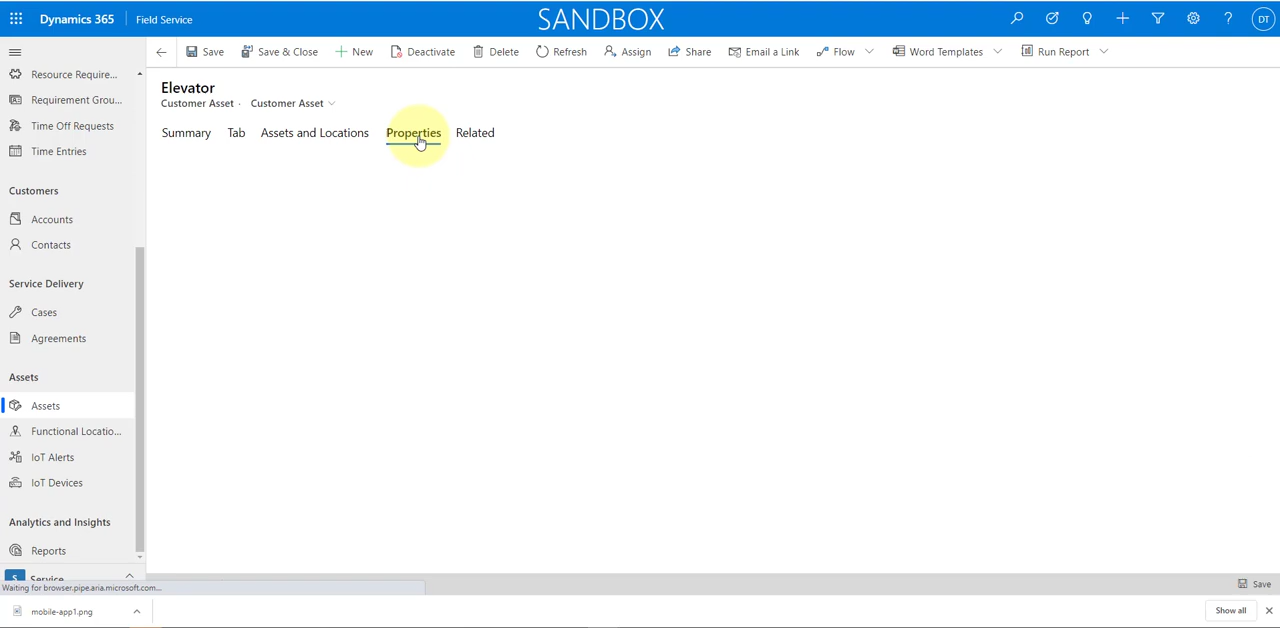 Dynamics 365
Field Service
SANDBOX
DT
Save
Save & Close
New
Deactivate
Delete
Refresh
Assign
Share
Email a Link
Flow
Word Templates
Run Report
Resource Require...
Requirement Grou...
Time Off Requests
Time Entries
Customers
Accounts
Contacts
Service Delivery
Cases
Agreements
Assets
Assets
Functional Locatio...
IoT Alerts
IoT Devices
Analytics and Insights
Reports
S
Service
Elevator
Customer Asset · Customer Asset
Summary
Tab
Assets and Locations
Properties
Related
Save
Waiting for browser.pipe.aria.microsoft.com...
mobile-app1.png
Show all